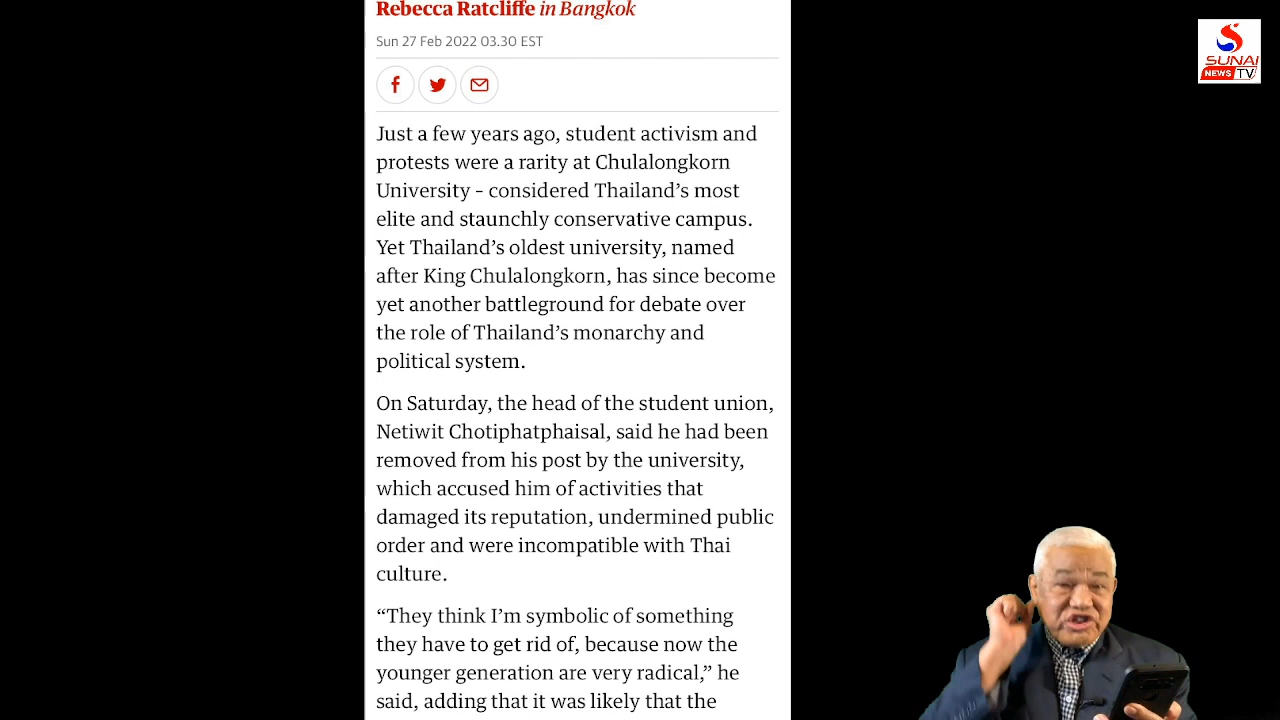 Rebecca Ratcliffe in Bangkok
Sun 27 Feb 2022 03.30 EST
SUNAI
NEWS TV
Just a few years ago, student activism and
protests were a rarity at Chulalongkorn
University – considered Thailand’s most
elite and staunchly conservative campus.
Yet Thailand’s oldest university, named
after King Chulalongkorn, has since become
yet another battleground for debate over
the role of Thailand’s monarchy and
political system.
On Saturday, the head of the student union,
Netiwit Chotiphatphaisal, said he had been
removed from his post by the university,
which accused him of activities that
damaged its reputation, undermined public
order and were incompatible with Thai
culture.
“They think I’m symbolic of something
they have to get rid of, because now the
younger generation are very radical,” he
said, adding that it was likely that the